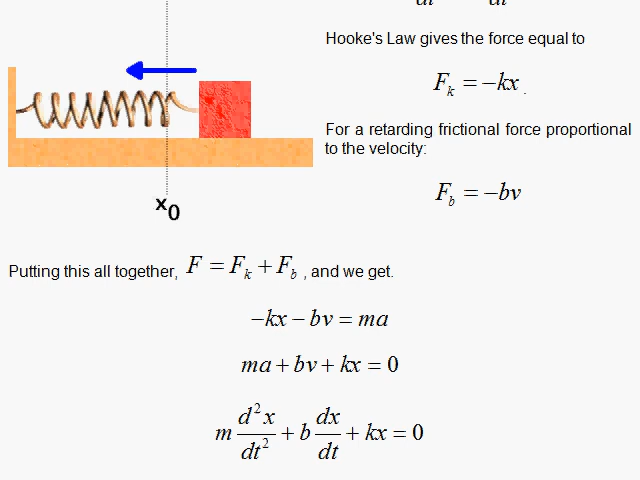 Hooke's Law gives the force equal to
F_k = −kx .
For a retarding frictional force proportional
to the velocity:
F_b = −bv
x_0
Putting this all together, F = F_k + F_b , and we get.
−kx − bv = ma
ma + bv + kx = 0
m d²x/dt² + b dx/dt + kx = 0